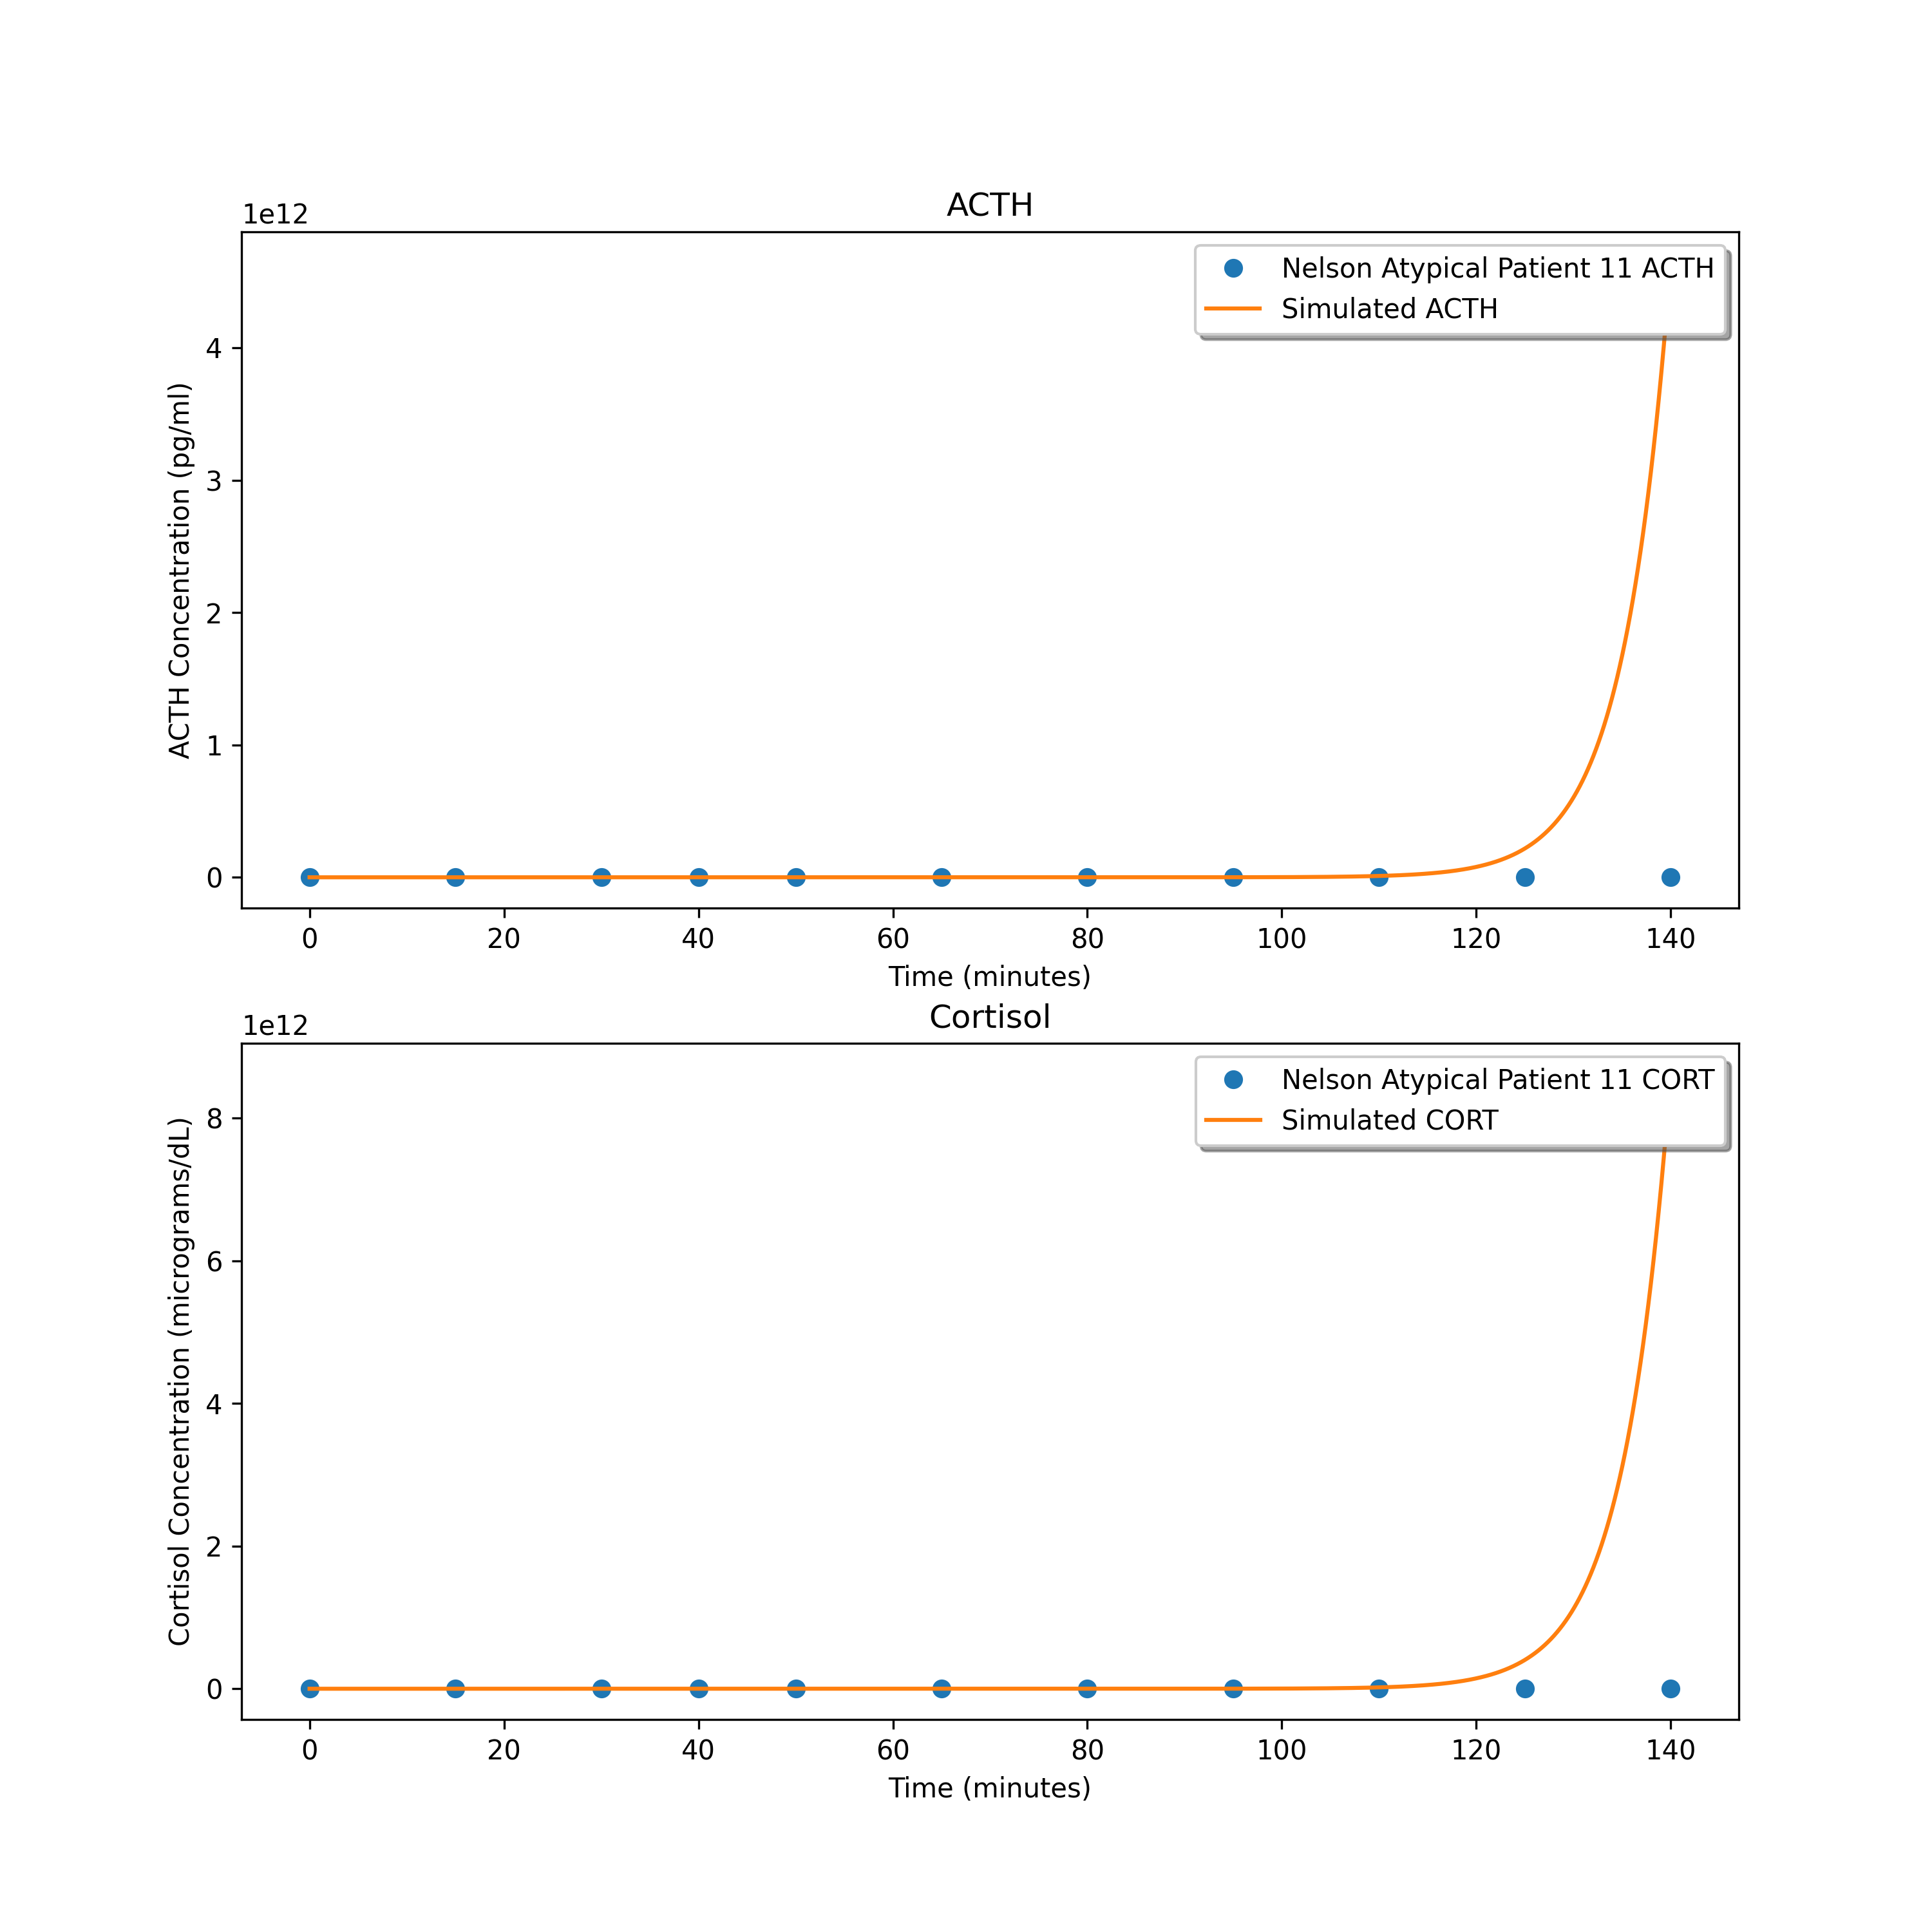 ACTH
1e12
Nelson Atypical Patient 11 ACTH
Simulated ACTH
ACTH Concentration (pg/ml)
4
3
2
1
0
0 20 40 60 80 100 120 140
Time (minutes)
Cortisol
1e12
Nelson Atypical Patient 11 CORT
Simulated CORT
Cortisol Concentration (micrograms/dL)
8
6
4
2
0
0 20 40 60 80 100 120 140
Time (minutes)